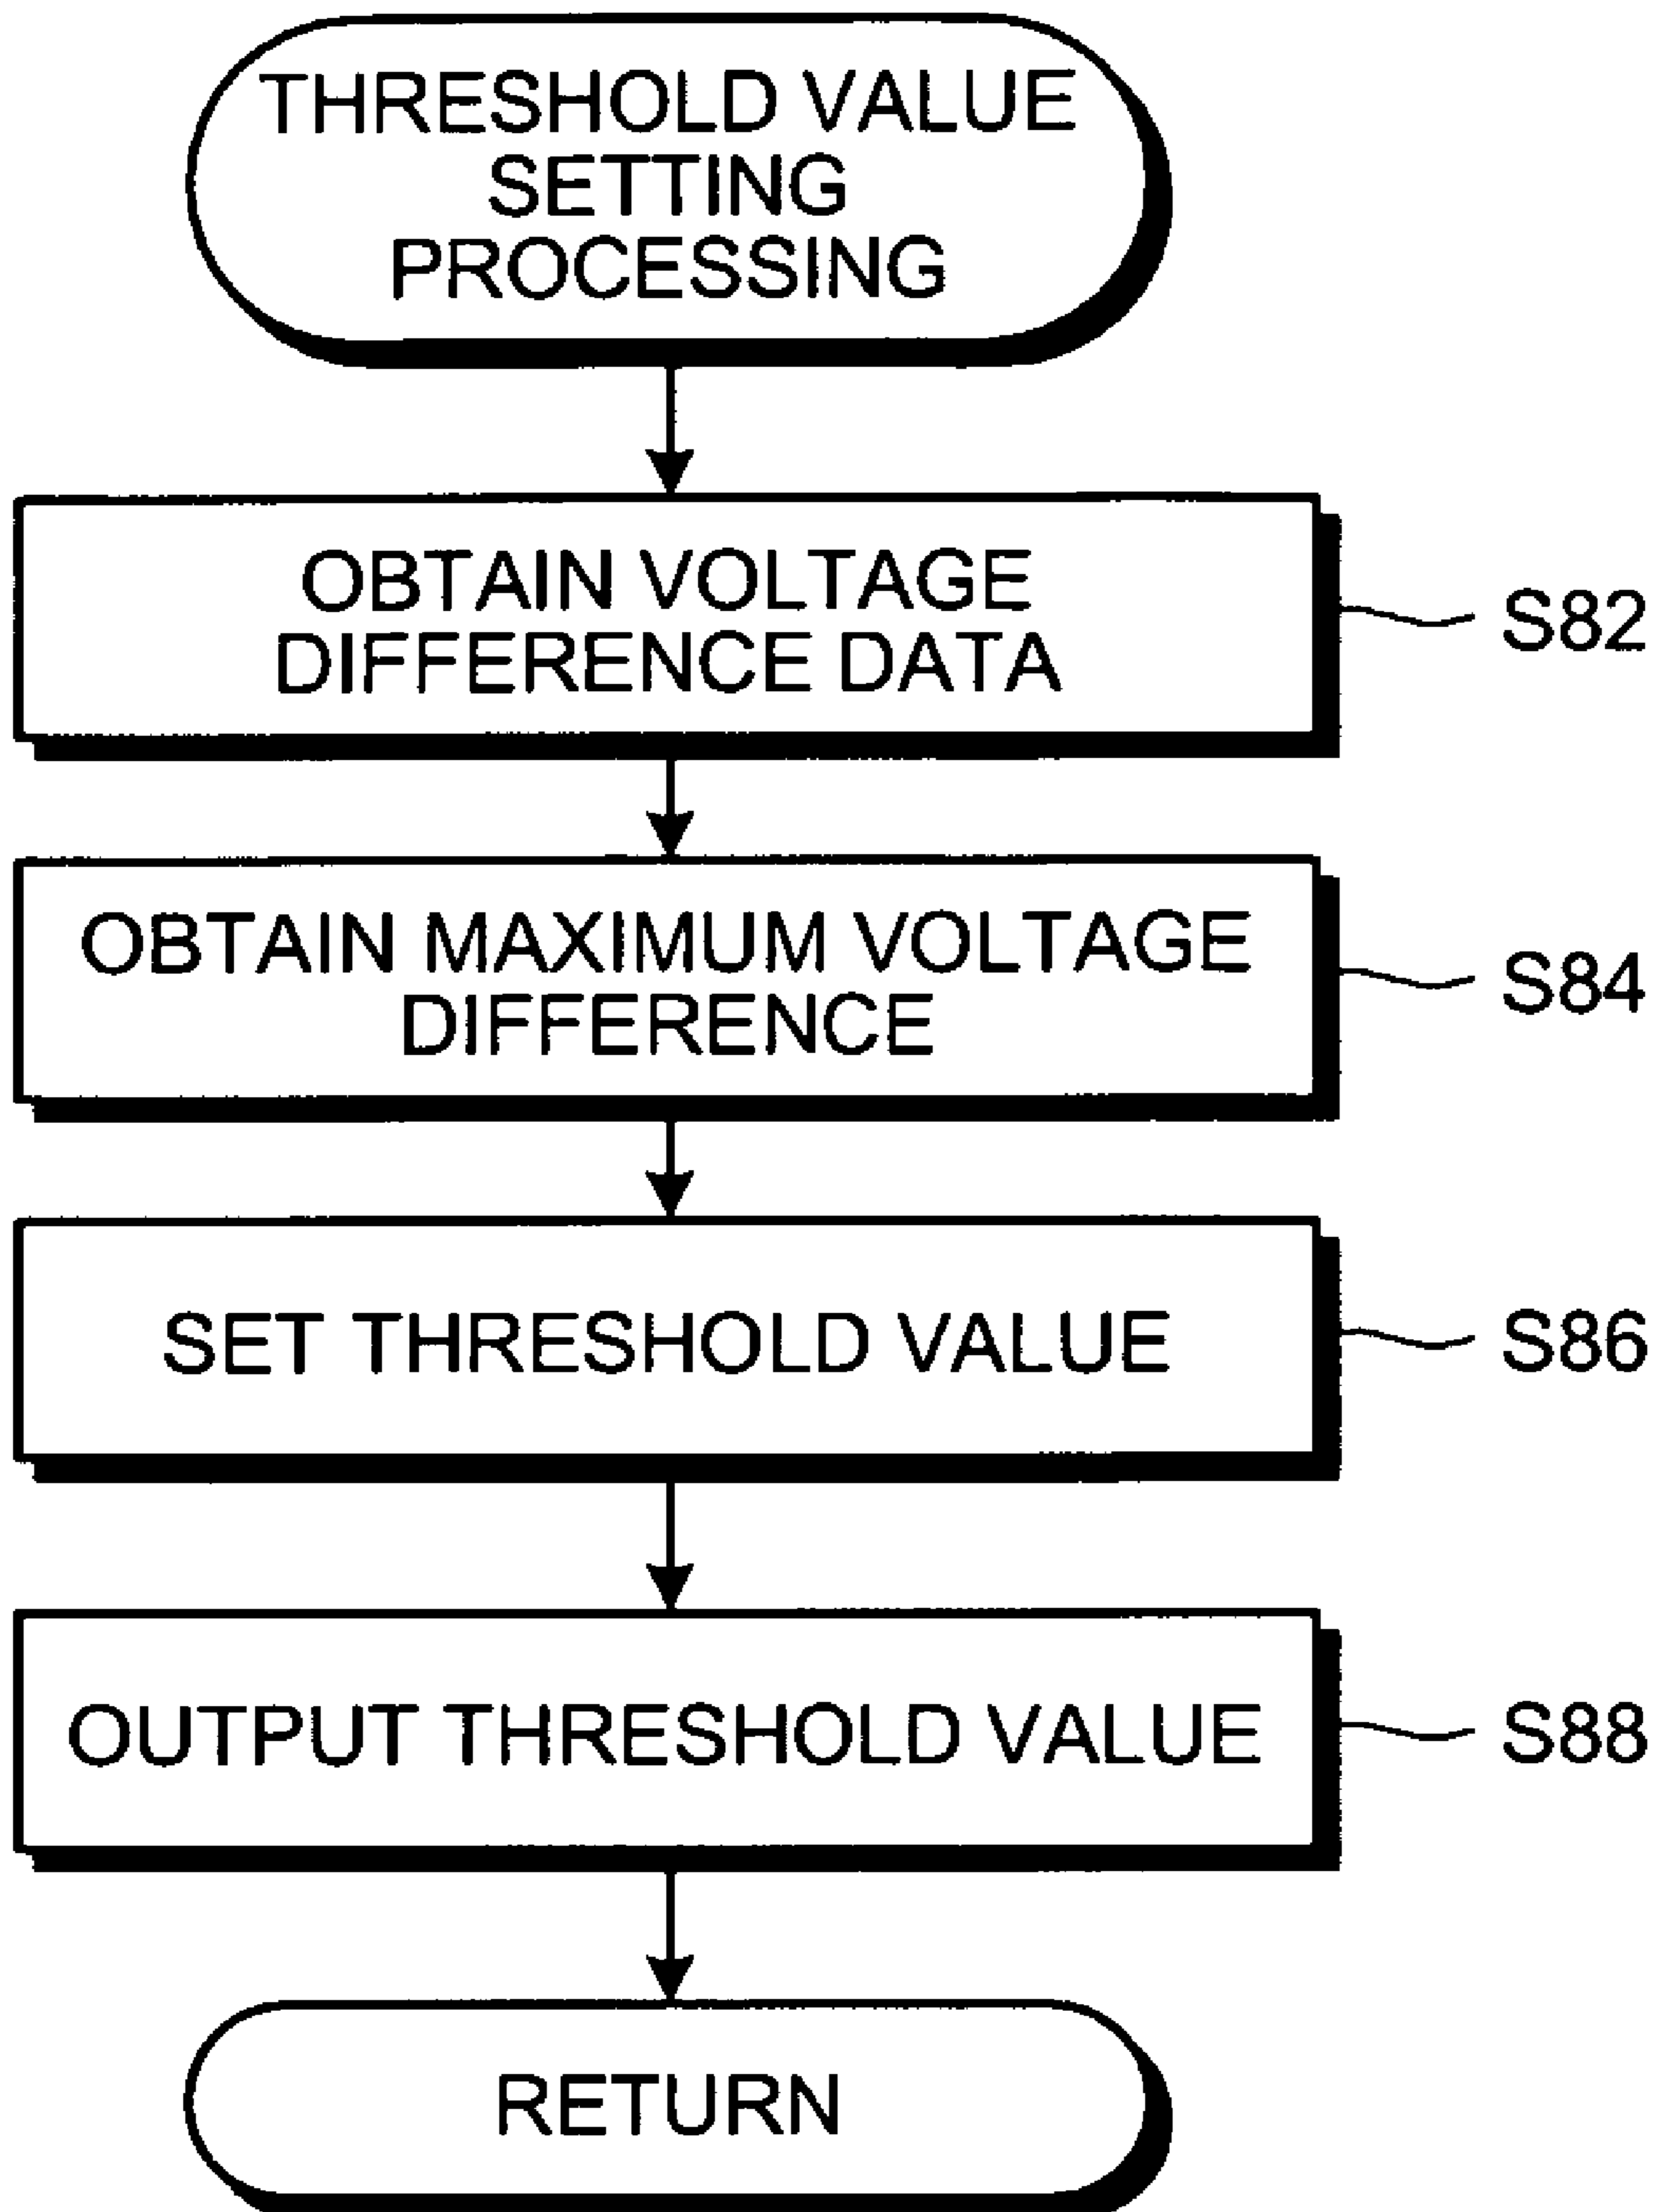 THRESHOLD VALUE
SETTING
PROCESSING
OBTAIN VOLTAGE
DIFFERENCE DATA
S82
OBTAIN MAXIMUM VOLTAGE
DIFFERENCE
S84
SET THRESHOLD VALUE
S86
OUTPUT THRESHOLD VALUE
S88
RETURN